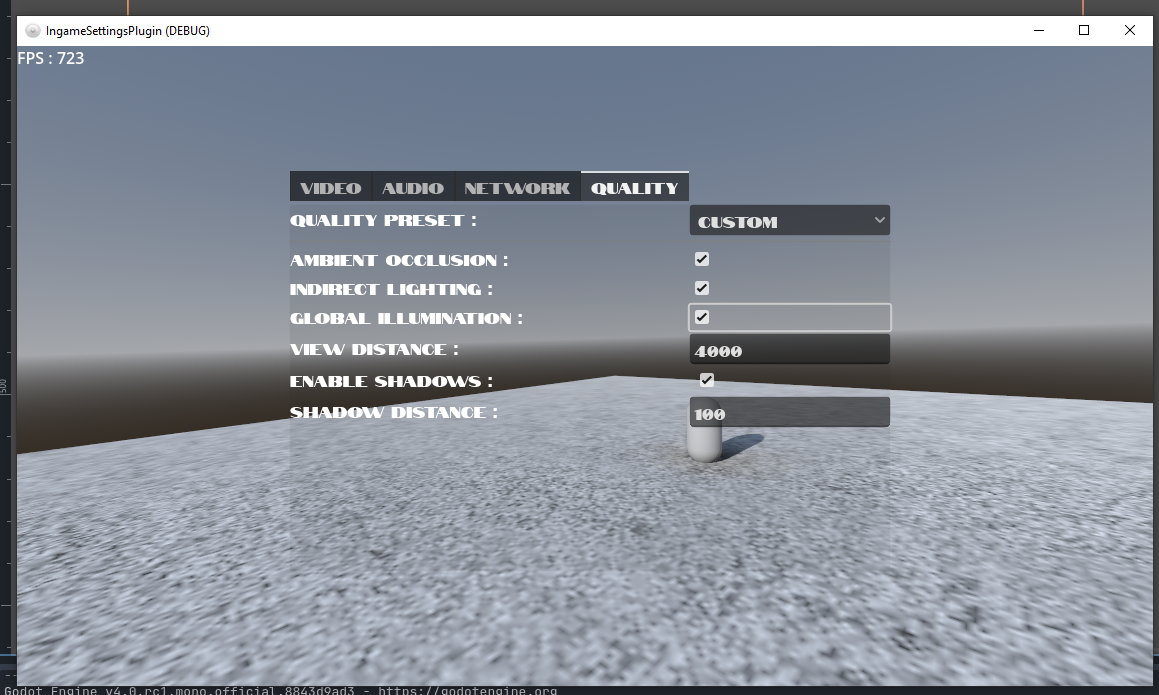 IngameSettingsPlugin (DEBUG)
FPS : 723
VIDEO AUDIO NETWORK QUALITY
QUALITY PRESET : CUSTOM
AMBIENT OCCLUSION :
INDIRECT LIGHTING :
GLOBAL ILLUMINATION :
VIEW DISTANCE : 4000
ENABLE SHADOWS :
SHADOW DISTANCE : 100
500
Godot Engine v4.0.rc1.mono.official.8843d9ad3 - https://godotengine.org